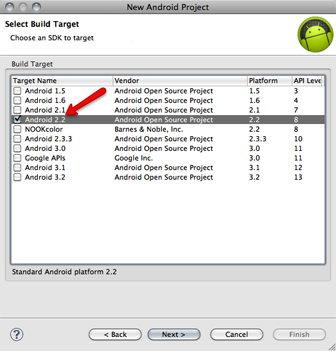 New Android Project
Select Build Target
Choose an SDK to target
Build Target
Target Name Vendor Platform API Leve
Android 1.5 Android Open Source Project 1.5 3
Android 1.6 Android Open Source Project 1.6 4
Android 2.1 Android Open Source Project 2.1 7
Android 2.2 Android Open Source Project 2.2 8
NOOKcolor Barnes & Noble, Inc. 2.2 8
Android 2.3.3 Android Open Source Project 2.3.3 10
Android 3.0 Android Open Source Project 3.0 11
Google APIs Google Inc. 3.0 11
Android 3.1 Android Open Source Project 3.1 12
Android 3.2 Android Open Source Project 3.2 13
Standard Android platform 2.2
? < Back Next > Cancel Finish